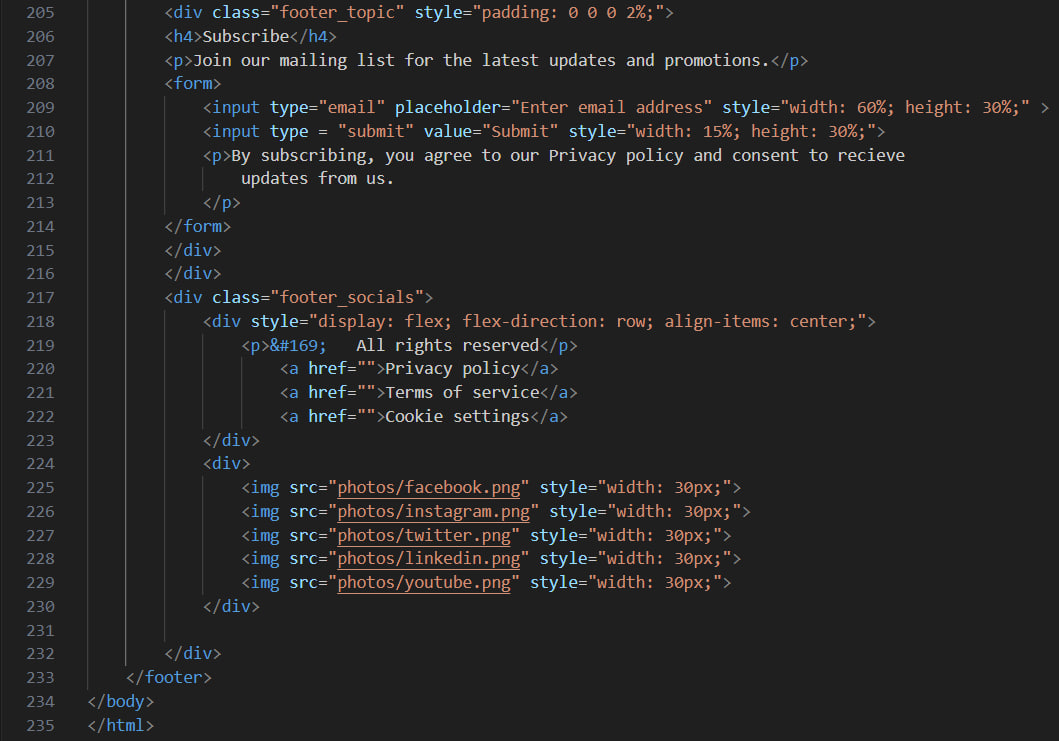 205 <div class="footer_topic" style="padding: 0 0 0 2%;">
206 <h4>Subscribe</h4>
207 <p>Join our mailing list for the latest updates and promotions.</p>
208 <form>
209 <input type="email" placeholder="Enter email address" style="width: 60%; height: 30%;" >
210 <input type = "submit" value="Submit" style="width: 15%; height: 30%;">
211 <p>By subscribing, you agree to our Privacy policy and consent to recieve
212 updates from us.
213 </p>
214 </form>
215 </div>
216 </div>
217 <div class="footer_socials">
218 <div style="display: flex; flex-direction: row; align-items: center;">
219 <p>&#169;   All rights reserved</p>
220 <a href="">Privacy policy</a>
221 <a href="">Terms of service</a>
222 <a href="">Cookie settings</a>
223 </div>
224 <div>
225 <img src="photos/facebook.png" style="width: 30px;">
226 <img src="photos/instagram.png" style="width: 30px;">
227 <img src="photos/twitter.png" style="width: 30px;">
228 <img src="photos/linkedin.png" style="width: 30px;">
229 <img src="photos/youtube.png" style="width: 30px;">
230 </div>
231
232 </div>
233 </footer>
234 </body>
235 </html>